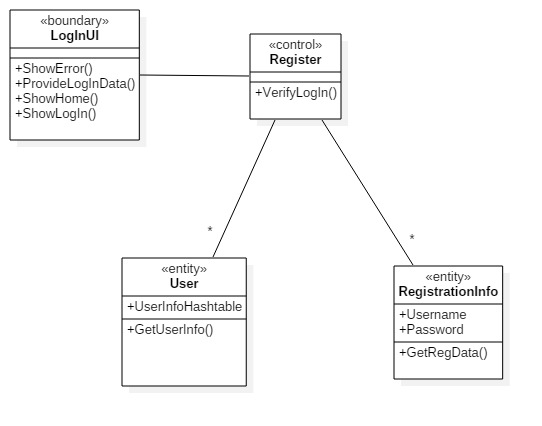 «boundary»
LogInUI
+ShowError()
+ProvideLogInData()
+ShowHome()
+ShowLogIn()
«control»
Register
+VerifyLogIn()
*
*
«entity»
User
+UserInfoHashtable
+GetUserInfo()
«entity»
RegistrationInfo
+Username
+Password
+GetRegData()